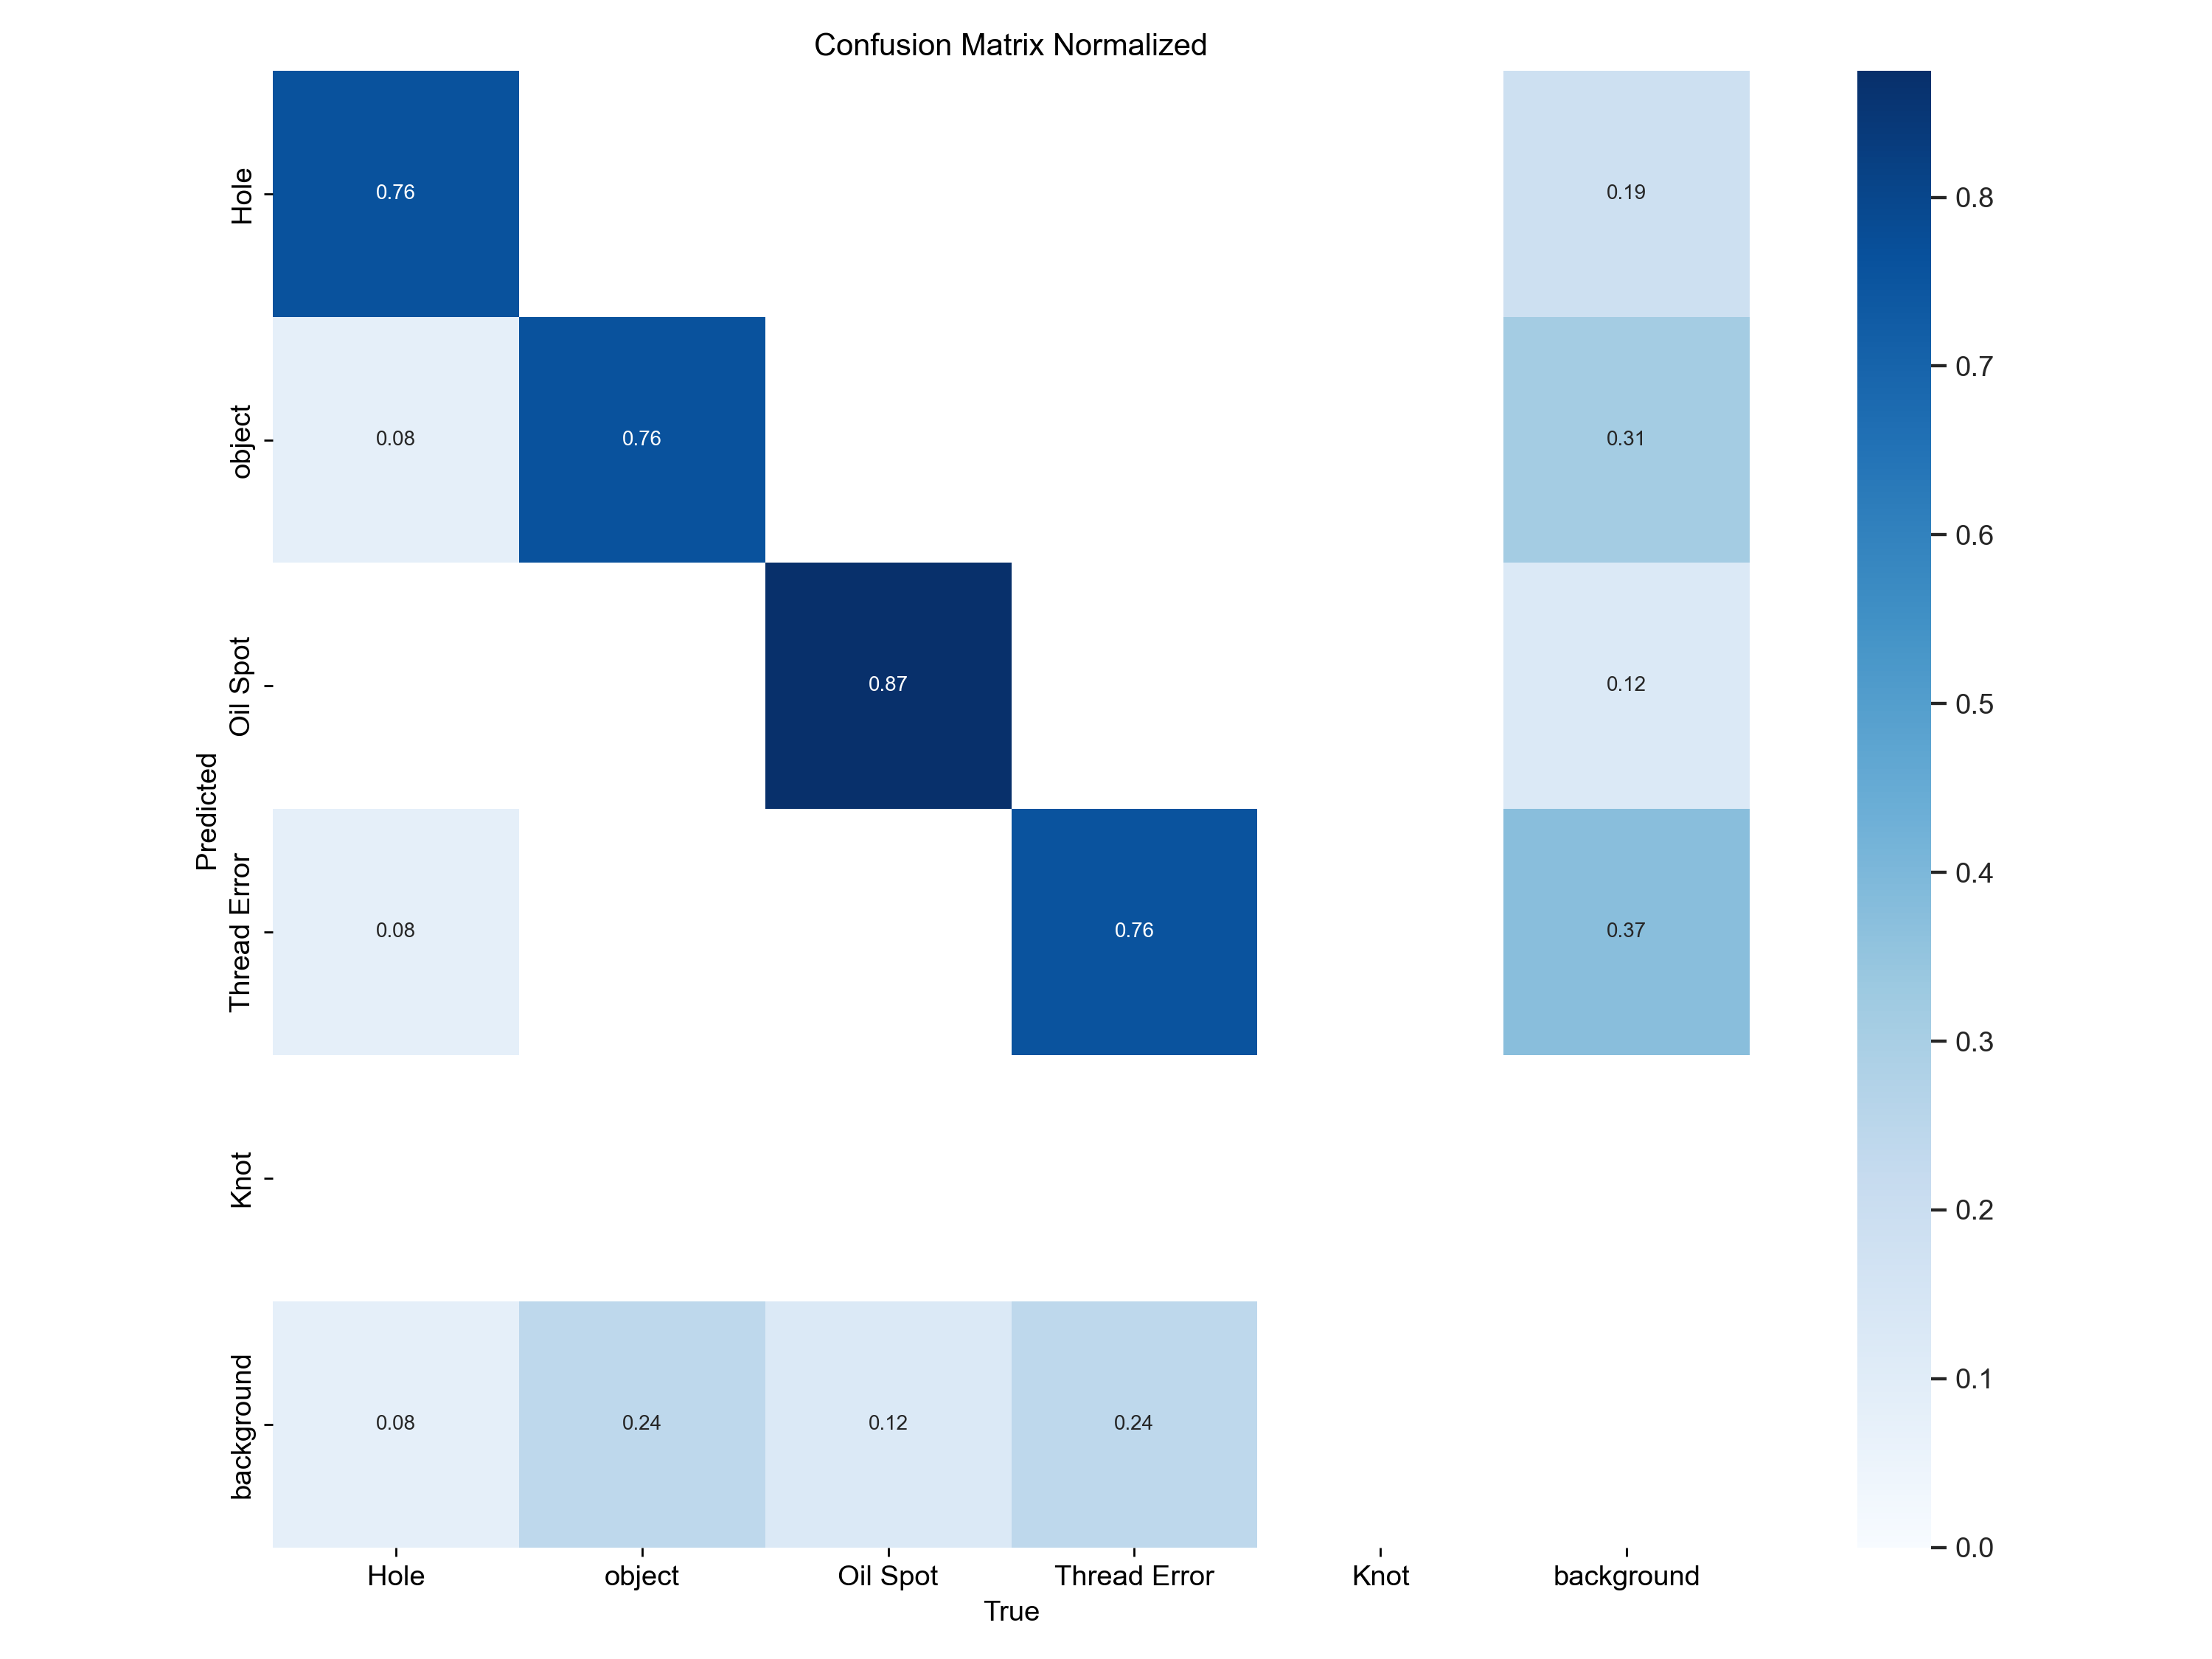 Confusion Matrix Normalized
Hole
0.76
0.19
0.8
0.7
object
0.08
0.76
0.31
0.6
0.5
Oil Spot
0.87
0.12
Predicted
0.4
Thread Error
0.08
0.76
0.37
0.3
Knot
0.2
0.1
background
0.08
0.24
0.12
0.24
0.0
Hole
object
Oil Spot
Thread Error
Knot
background
True